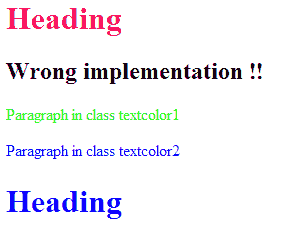 Heading
Wrong implementation !!
Paragraph in class textcolor1
Paragraph in class textcolor2
Heading